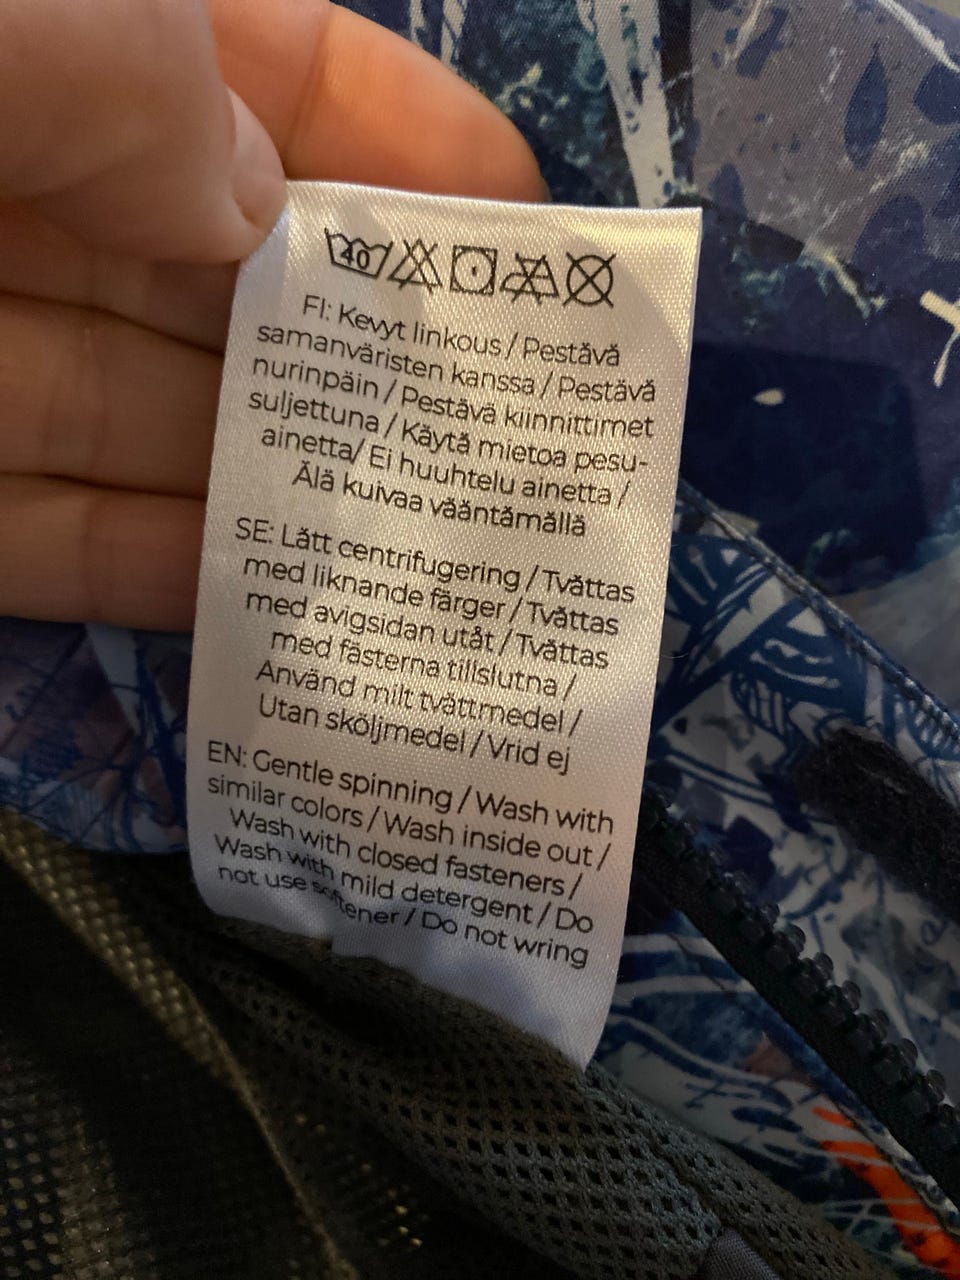 40
FI: Kevyt linkous / Pestävä
samanväristen kanssa / Pestävä
nurinpäin / Pestävä kiinnittimet
suljettuna / Käytä mietoa pesu-
ainetta/ Ei huuhtelu ainetta /
Älä kuivaa vääntämällä
SE: Lätt centrifugering / Tvättas
med liknande färger / Tvättas
med avigsidan utåt / Tvättas
med fästerna tillslutna /
Använd milt tvättmedel /
Utan sköljmedel / Vrid ej
EN: Gentle spinning / Wash with
similar colors / Wash inside out /
Wash with closed fasteners /
Wash with mild detergent / Do
not use softener / Do not wring